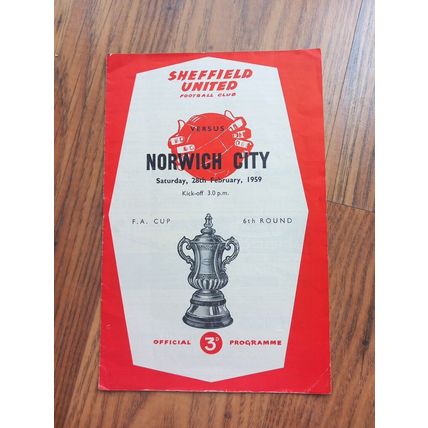 SHEFFIELD
UNITED
FOOTBALL CLUB
VERSUS
NORWICH CITY
Saturday, 28th February, 1959
Kick-off 3.0 p.m.
F.A. CUP 6th ROUND
OFFICIAL 3D PROGRAMME